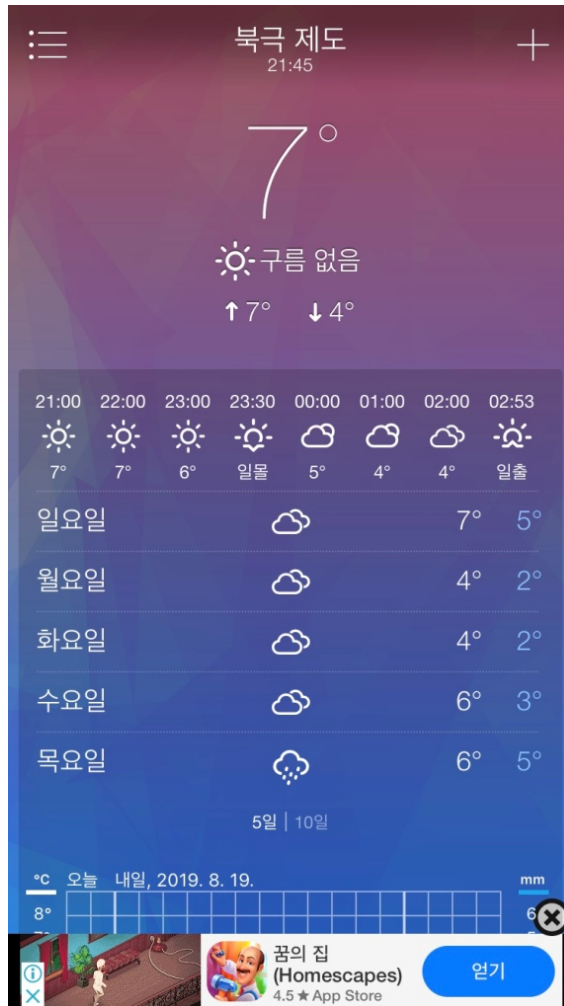 북극 제도
21:45
7°
구름 없음
↑7° ↓4°
21:00 22:00 23:00 23:30 00:00 01:00 02:00 02:53
7° 7° 6° 일몰 5° 4° 4° 일출
일요일 7° 5°
월요일 4° 2°
화요일 4° 2°
수요일 6° 3°
목요일 6° 5°
5일 | 10일
°C 오늘 내일, 2019. 8. 19. mm
8° 6
꿈의 집
(Homescapes)
4.5 ★ App Store
얻기